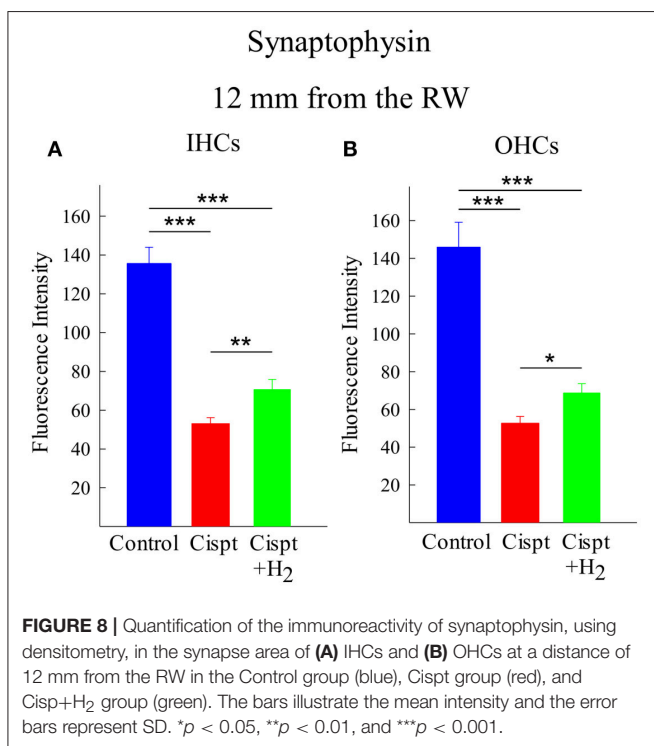 Synaptophysin
12 mm from the RW
A
IHCs
Fluorescence Intensity
160
140
120
100
80
60
40
20
***
***
**
Control Cispt Cispt
+H2
B
OHCs
Fluorescence Intensity
160
140
120
100
80
60
40
20
***
***
*
Control Cispt Cispt
+H2
FIGURE 8 | Quantification of the immunoreactivity of synaptophysin, using
densitometry, in the synapse area of (A) IHCs and (B) OHCs at a distance of
12 mm from the RW in the Control group (blue), Cispt group (red), and
Cisp+H2 group (green). The bars illustrate the mean intensity and the error
bars represent SD. *p < 0.05, **p < 0.01, and ***p < 0.001.